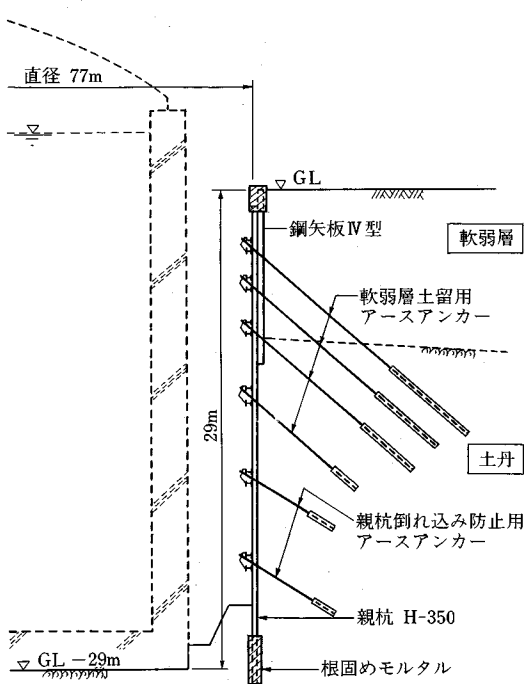 直径 77m
GL
鋼矢板Ⅳ型
軟弱層
軟弱層土留用
アースアンカー
29m
土丹
親杭倒れ込み防止用
アースアンカー
親杭 H-350
GL －29m
根固めモルタル